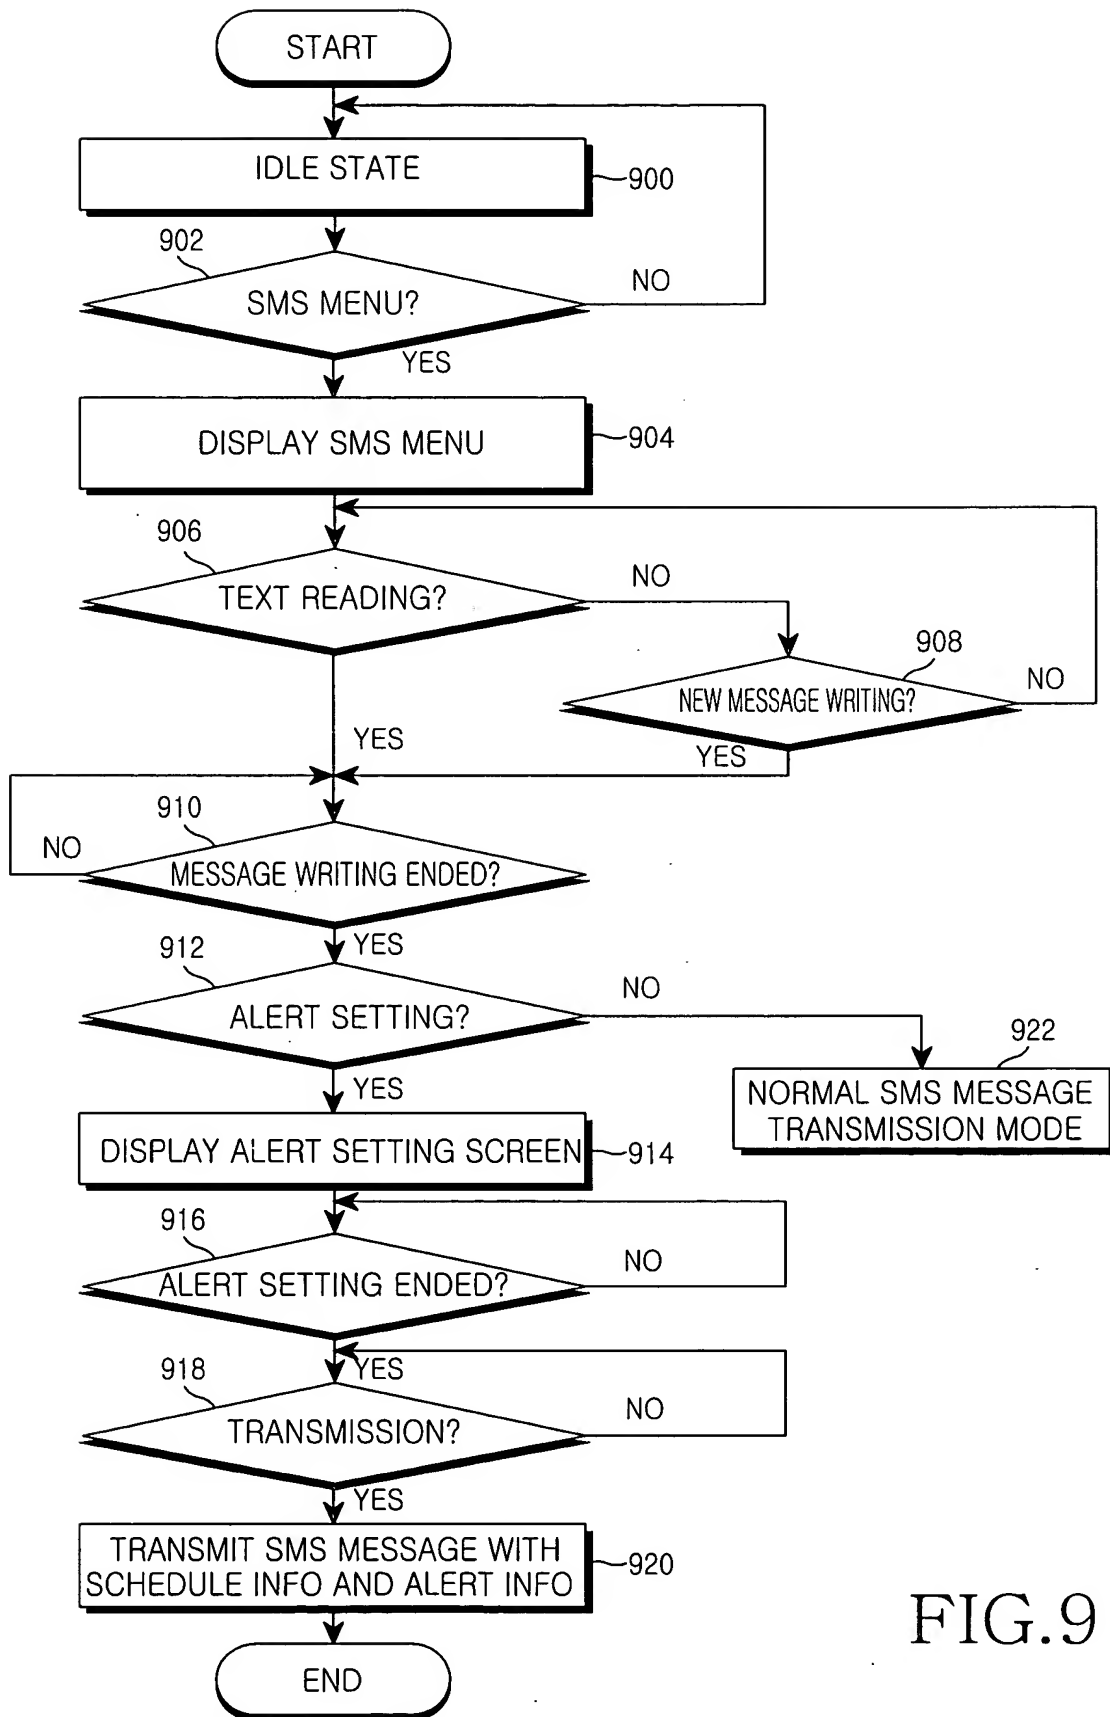 START
IDLE STATE
900
902
SMS MENU?
NO
YES
DISPLAY SMS MENU
904
906
TEXT READING?
NO
908
NEW MESSAGE WRITING?
NO
YES
YES
910
NO
MESSAGE WRITING ENDED?
YES
912
ALERT SETTING?
NO
922
NORMAL SMS MESSAGE
TRANSMISSION MODE
YES
DISPLAY ALERT SETTING SCREEN
914
916
ALERT SETTING ENDED?
NO
YES
918
TRANSMISSION?
NO
YES
TRANSMIT SMS MESSAGE WITH
SCHEDULE INFO AND ALERT INFO
920
END
FIG.9